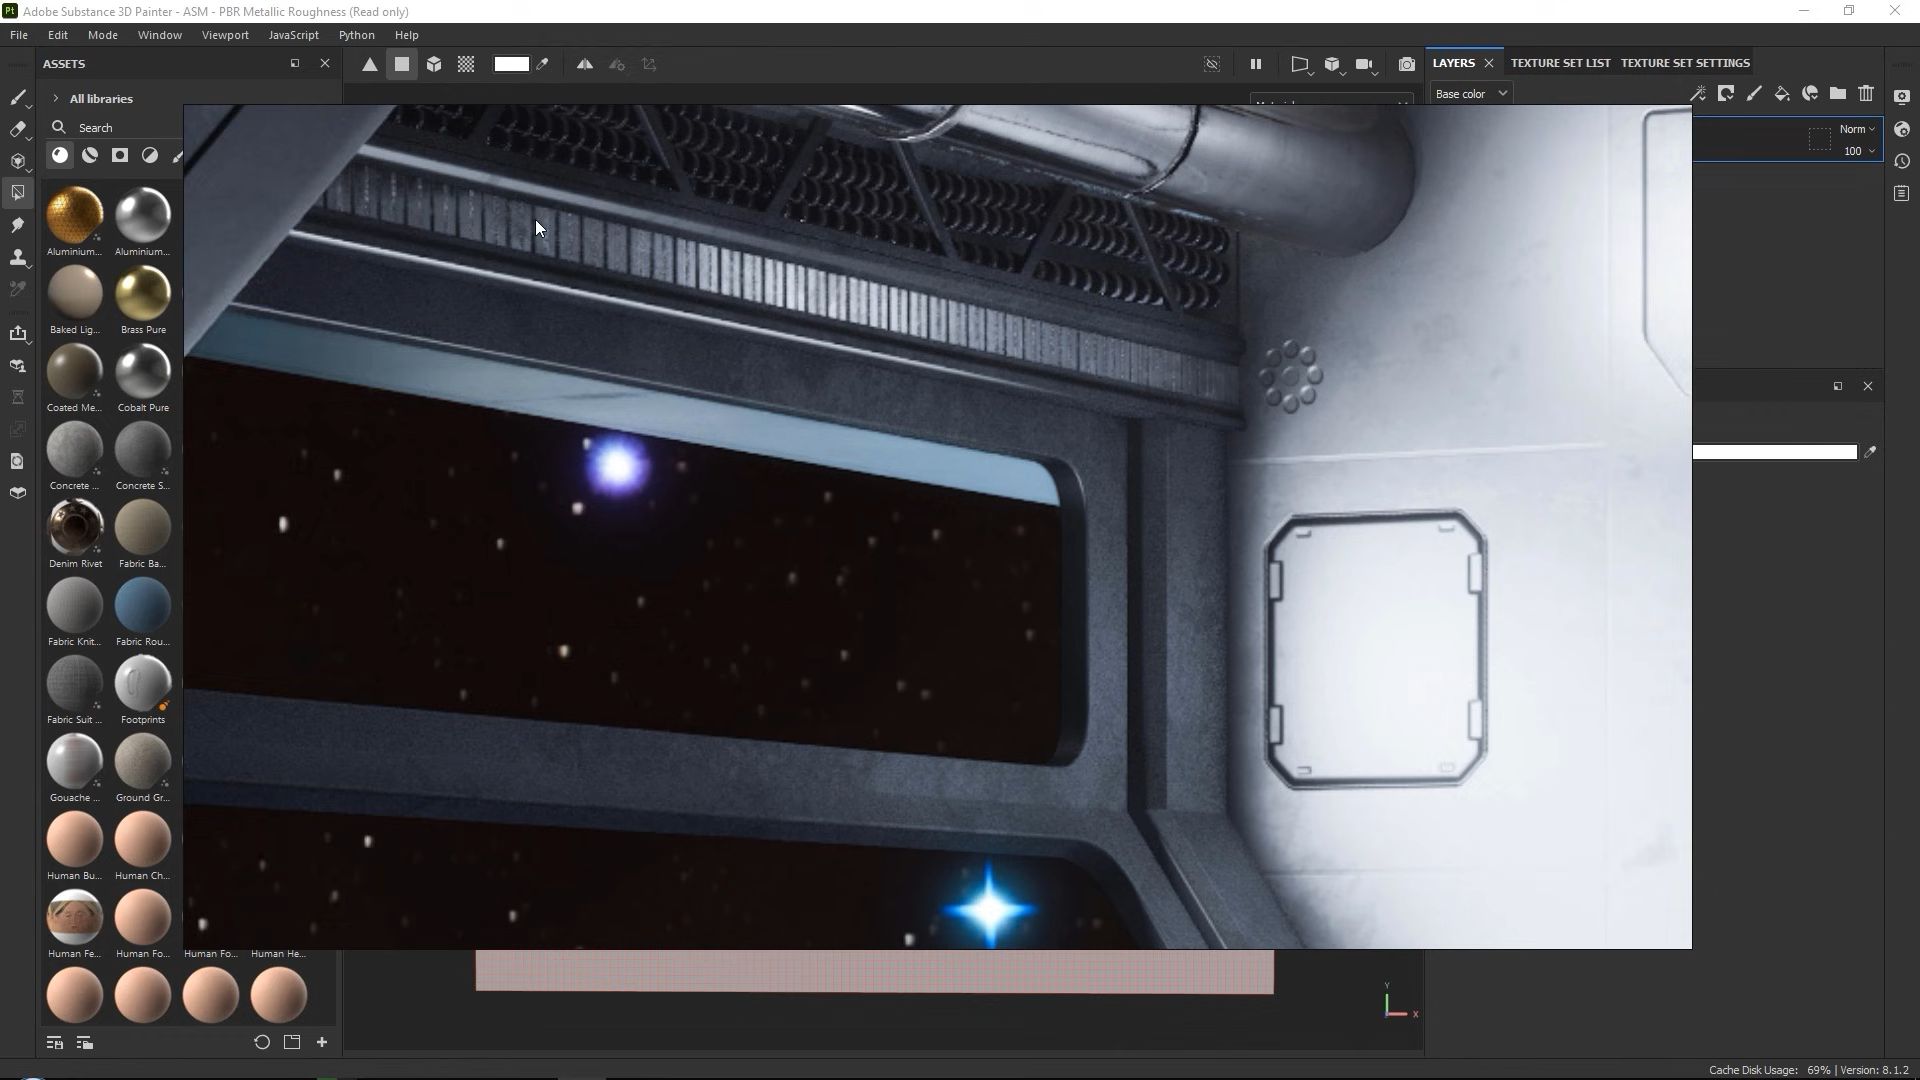 Pt Adobe Substance 3D Painter - ASM - PBR Metallic Roughness (Read only)
File Edit Mode Window Viewport JavaScript Python Help
ASSETS
LAYERS TEXTURE SET LIST TEXTURE SET SETTINGS
All libraries
Base color
Search
Norm
100
Aluminium... Aluminium...
Baked Lig... Brass Pure
Coated Me... Cobalt Pure
Concrete ... Concrete S...
Denim Rivet Fabric Ba...
Fabric Knit... Fabric Rou...
Fabric Suit ... Footprints
Gouache ... Ground Gr...
Human Bu... Human Ch...
Human Fe... Human Fo... Human Fo... Human He...
Y
X
Cache Disk Usage: 69% | Version: 8.1.2